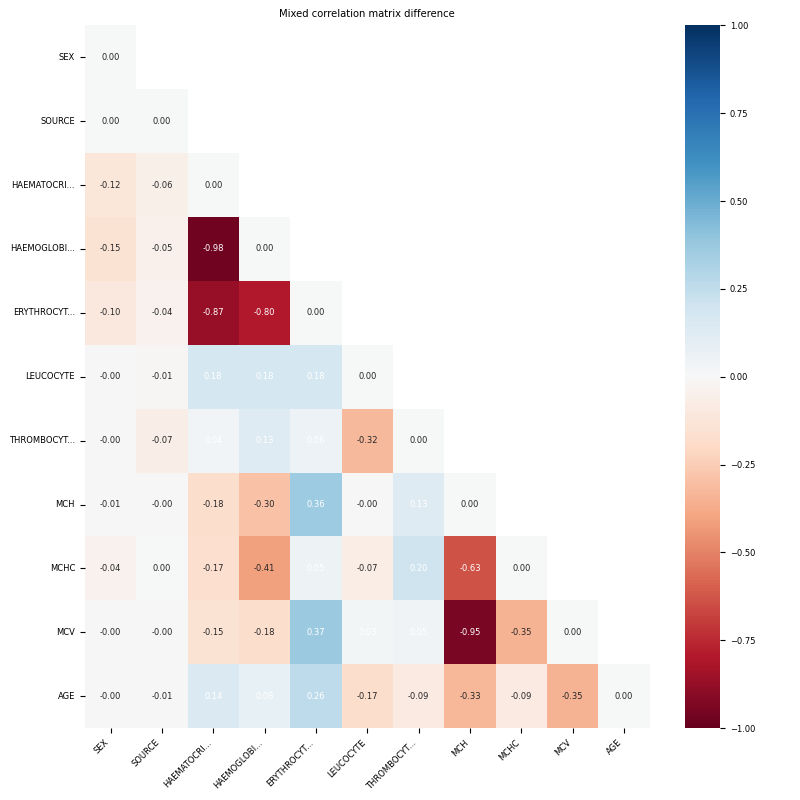 Mixed correlation matrix difference
SEX 0.00
SOURCE 0.00 0.00
HAEMATOCRI... -0.12 -0.06 0.00
HAEMOGLOBI... -0.15 -0.05 -0.98 0.00
ERYTHROCYT... -0.10 -0.04 -0.87 -0.80 0.00
LEUCOCYTE -0.00 -0.01 0.18 0.18 0.18 0.00
THROMBOCYT... -0.00 -0.07 0.13 -0.32 0.00
MCH -0.01 -0.00 -0.18 -0.30 0.36 -0.00 0.13 0.00
MCHC -0.04 0.00 -0.17 -0.41 0.05 -0.07 0.20 -0.63 0.00
MCV -0.00 -0.00 -0.15 -0.18 0.37 -0.95 -0.35 0.00
AGE -0.00 -0.01 0.14 0.08 0.26 -0.17 -0.09 -0.33 -0.09 -0.35 0.00
SEX SOURCE HAEMATOCRI... HAEMOGLOBI... ERYTHROCYT... LEUCOCYTE THROMBOCYT... MCH MCHC MCV AGE
1.00
0.75
0.50
0.25
0.00
−0.25
−0.50
−0.75
−1.00